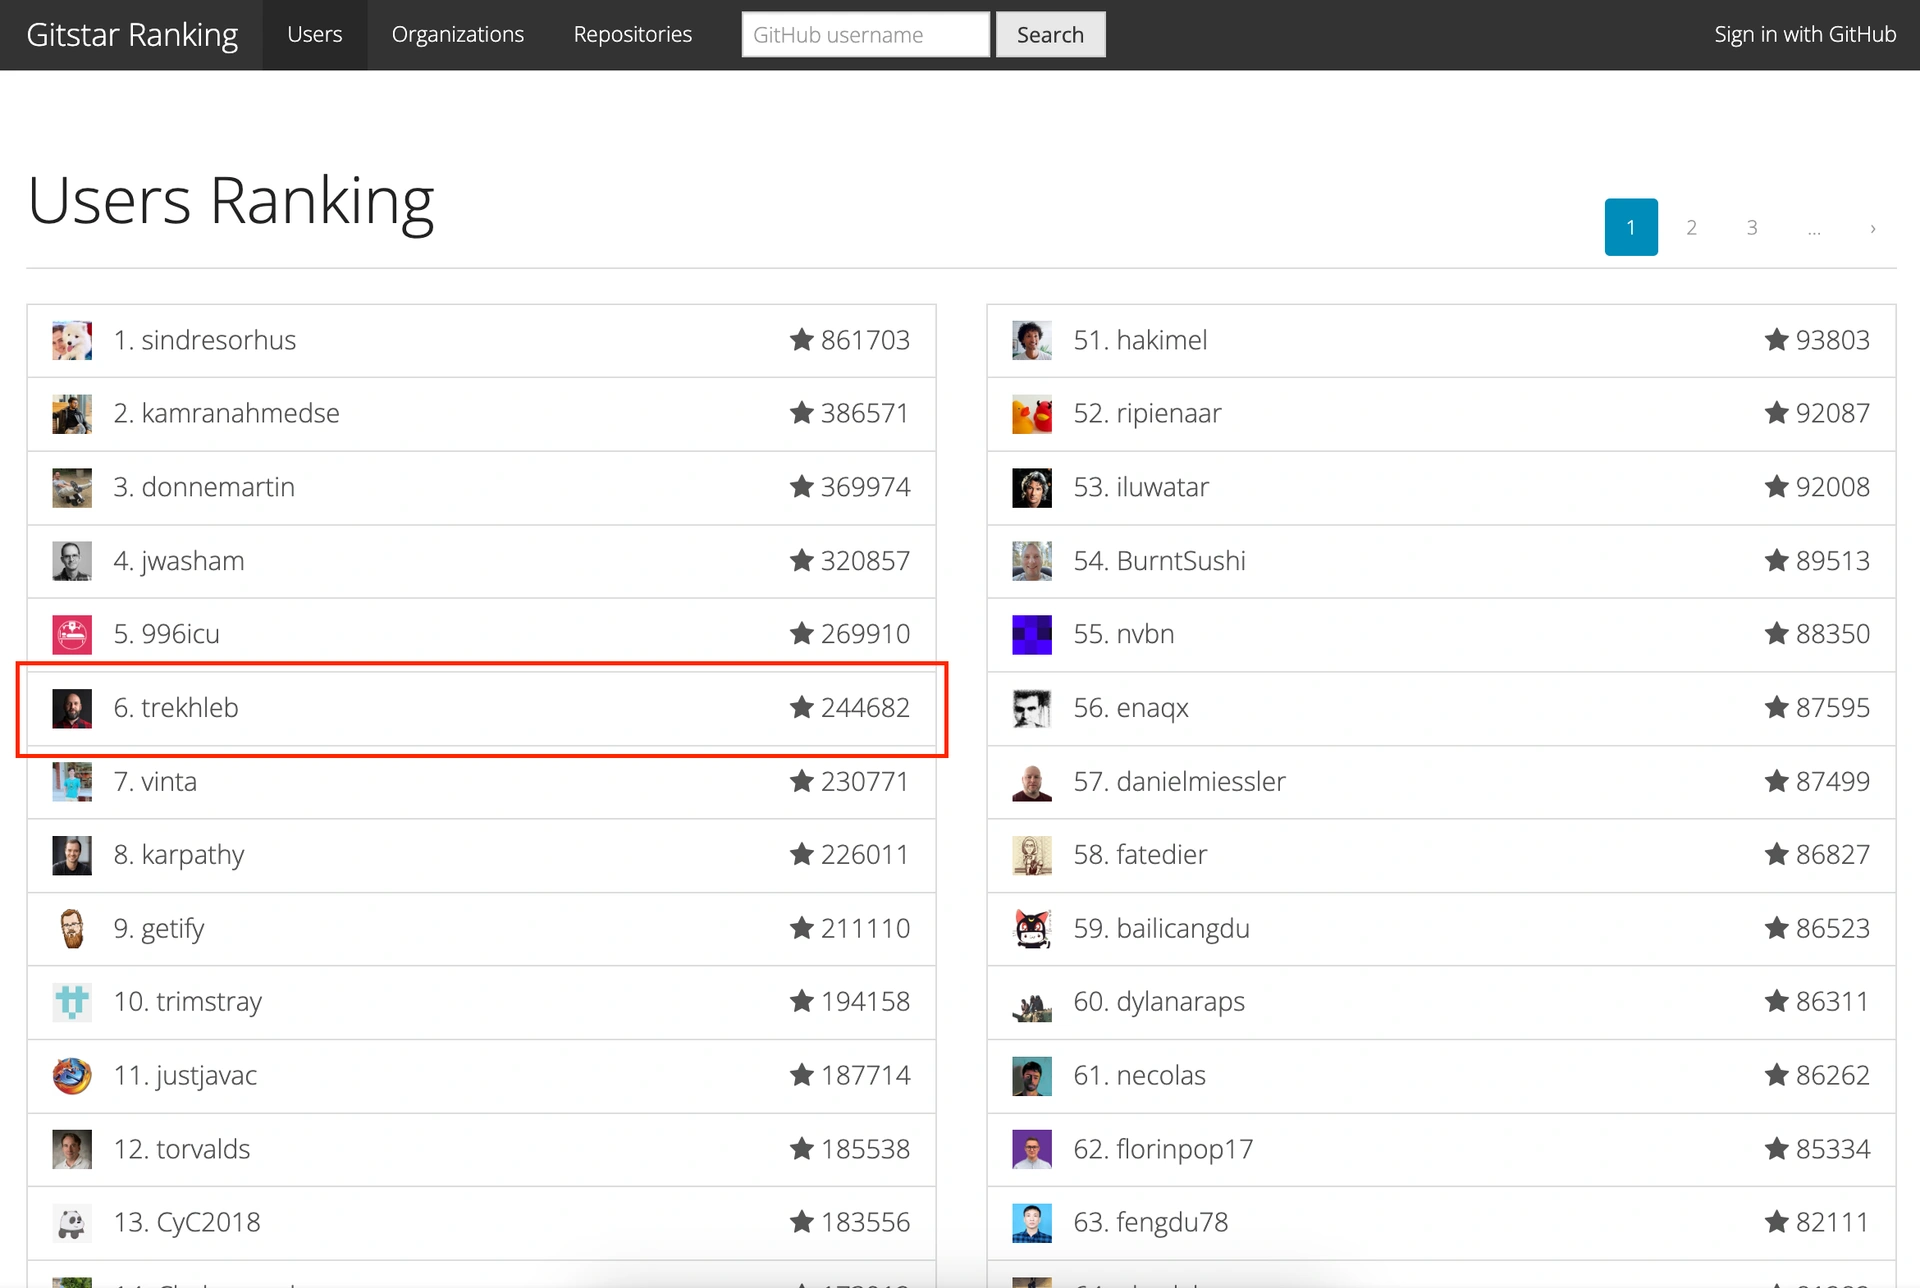 Gitstar Ranking Users Organizations Repositories GitHub username Search Sign in with GitHub
Users Ranking
1 2 3 ... ›
1. sindresorhus ★ 861703
2. kamranahmedse ★ 386571
3. donnemartin ★ 369974
4. jwasham ★ 320857
5. 996icu ★ 269910
6. trekhleb ★ 244682
7. vinta ★ 230771
8. karpathy ★ 226011
9. getify ★ 211110
10. trimstray ★ 194158
11. justjavac ★ 187714
12. torvalds ★ 185538
13. CyC2018 ★ 183556
51. hakimel ★ 93803
52. ripienaar ★ 92087
53. iluwatar ★ 92008
54. BurntSushi ★ 89513
55. nvbn ★ 88350
56. enaqx ★ 87595
57. danielmiessler ★ 87499
58. fatedier ★ 86827
59. bailicangdu ★ 86523
60. dylanaraps ★ 86311
61. necolas ★ 86262
62. florinpop17 ★ 85334
63. fengdu78 ★ 82111